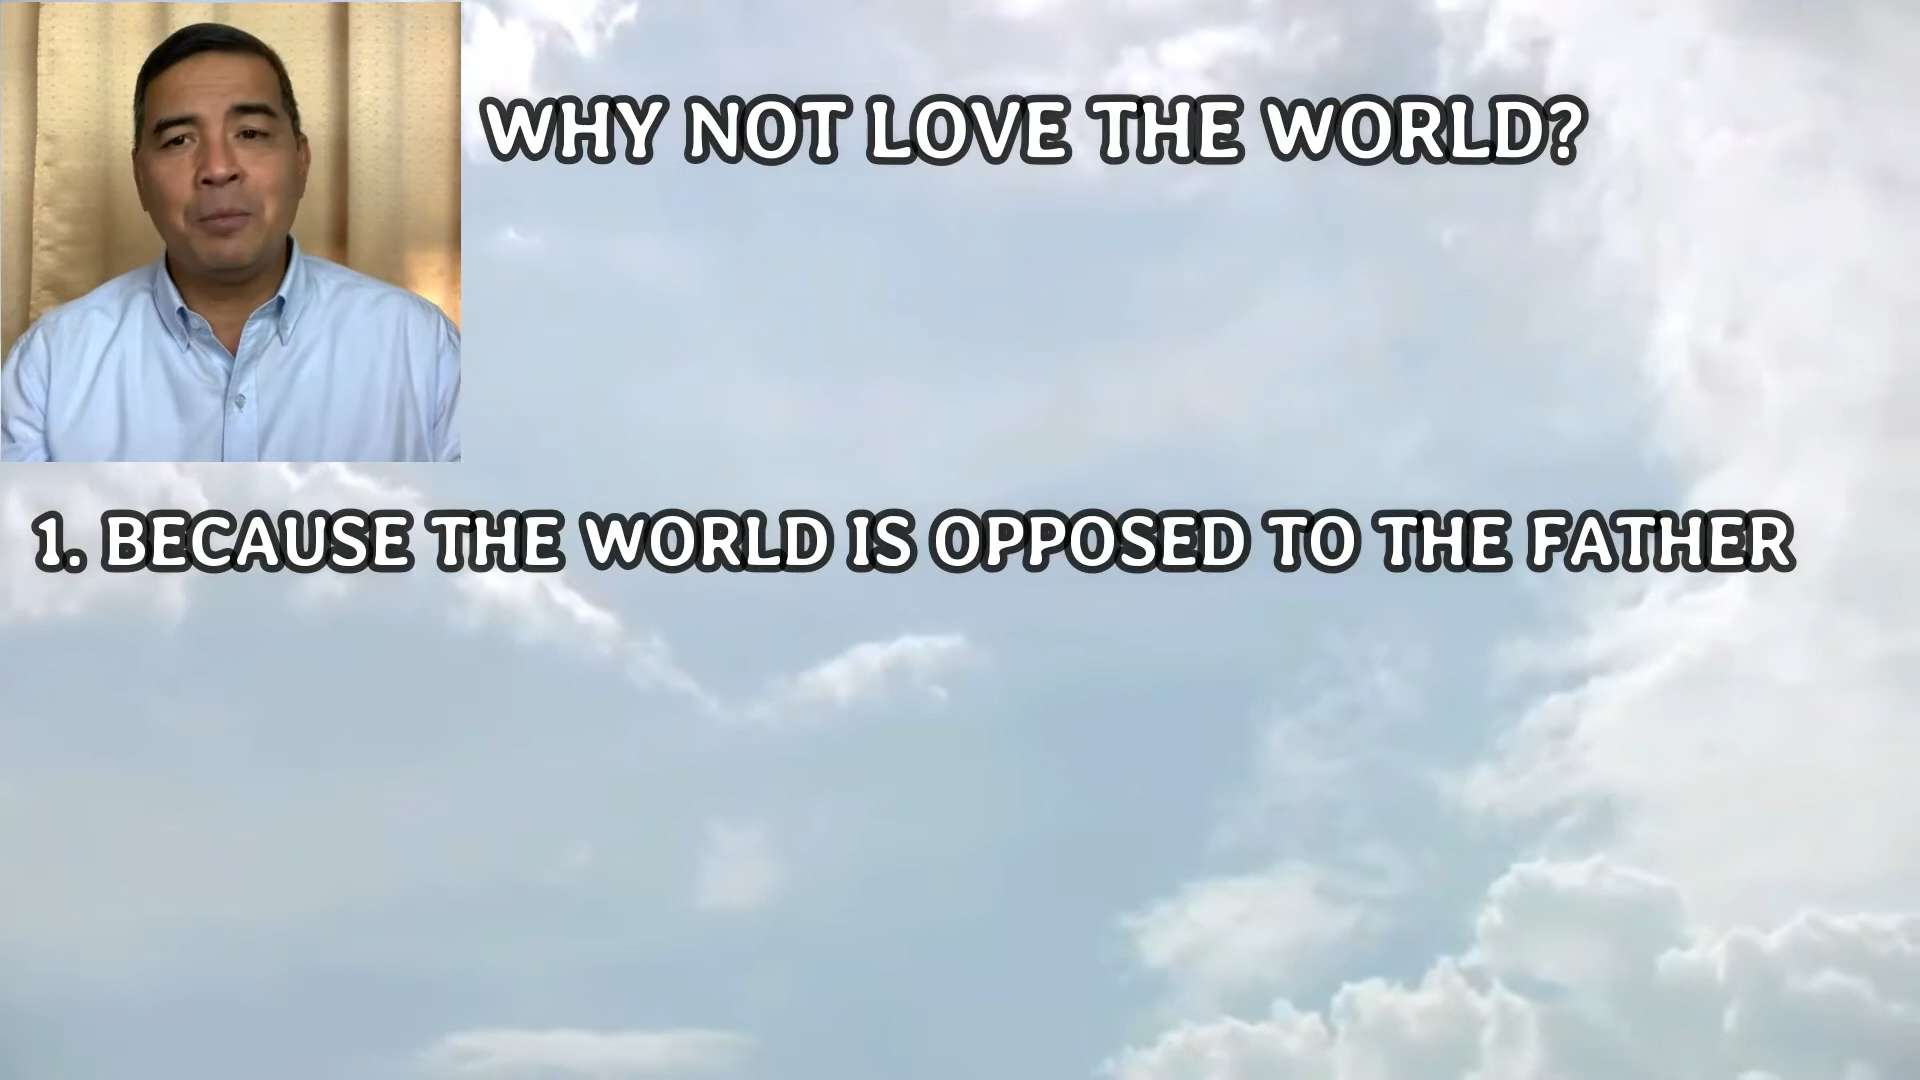 WHY NOT LOVE THE WORLD?
1. BECAUSE THE WORLD IS OPPOSED TO THE FATHER